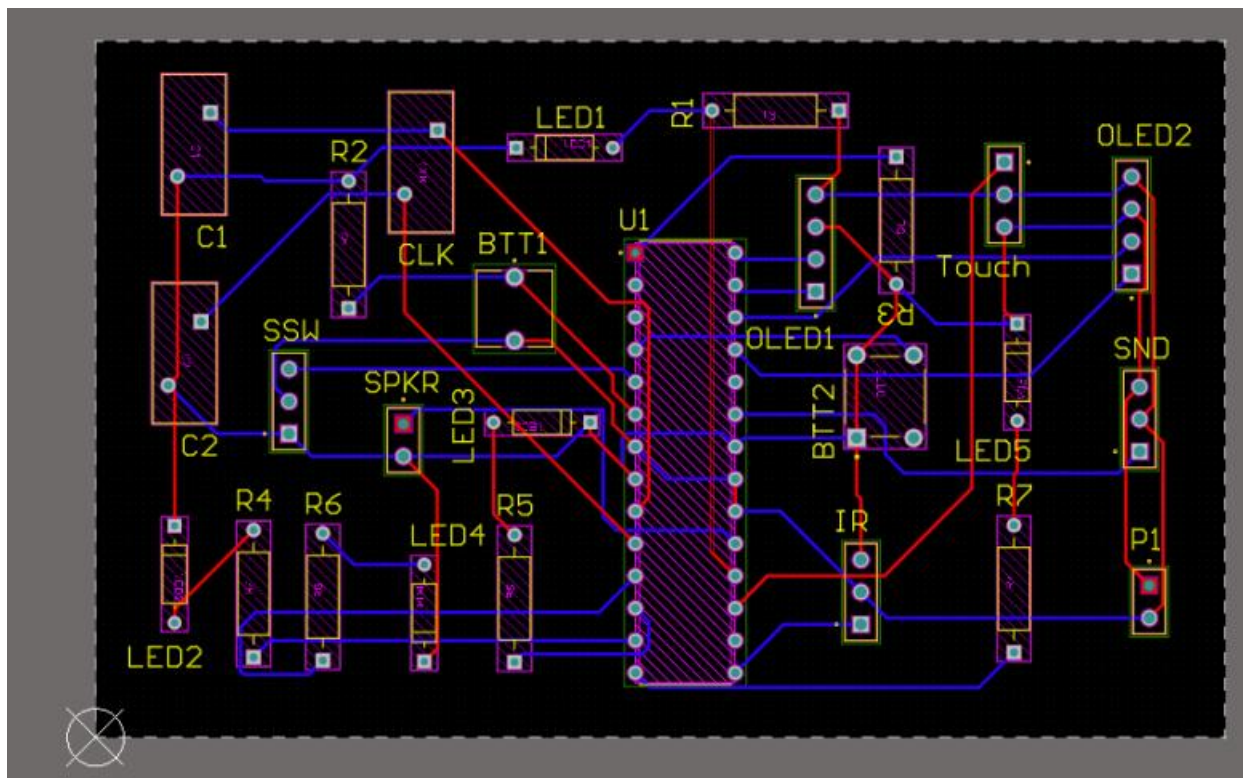 LED1
R1
OLED2
R2
U1
C1
CLK
BTT1
Touch
R3
OLED1
SSW
SND
SPKR
LED3
BTT2
C2
LED5
R4
R6
R5
R7
LED4
IR
P1
LED2